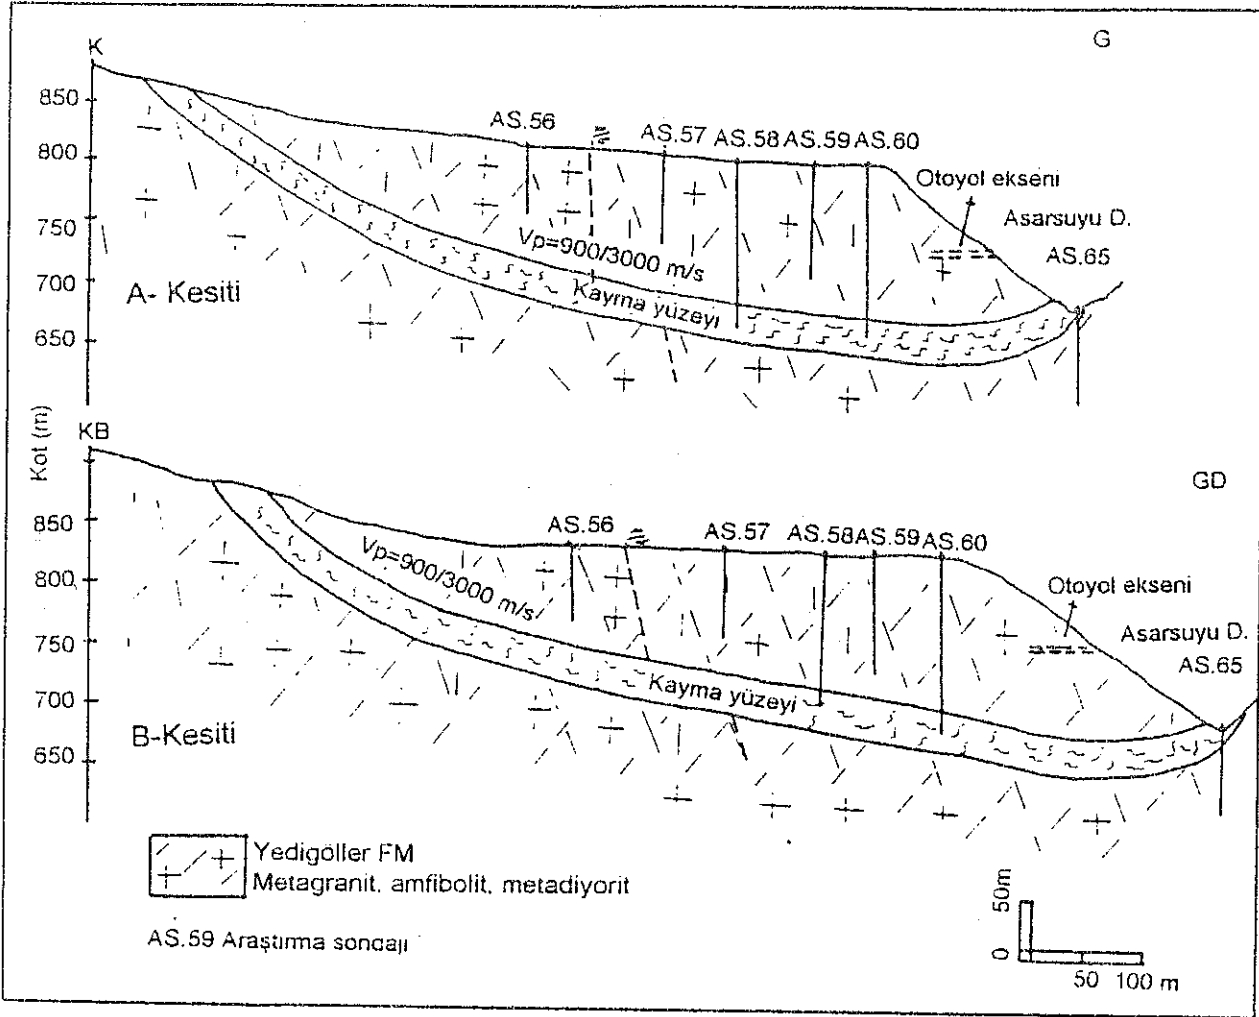 K
G
850
800
750
700
650
AS.56
AS.57
AS.58
AS.59
AS.60
Otoyol ekseni
Asarsuyu D.
AS.65
Vp=900/3000 m/s
Kayma yüzeyi
A- Kesiti
Kot (m)
KB
GD
850
800
750
700
650
AS.56
AS.57
AS.58
AS.59
AS.60
Otoyol ekseni
Asarsuyu D.
AS.65
Vp=900/3000 m/s
Kayma yüzeyi
B-Kesiti
Yedigöller FM
Metagranit, amfibolit, metadiyorit
AS.59 Araştırma sondajı
50m
0
50 100 m